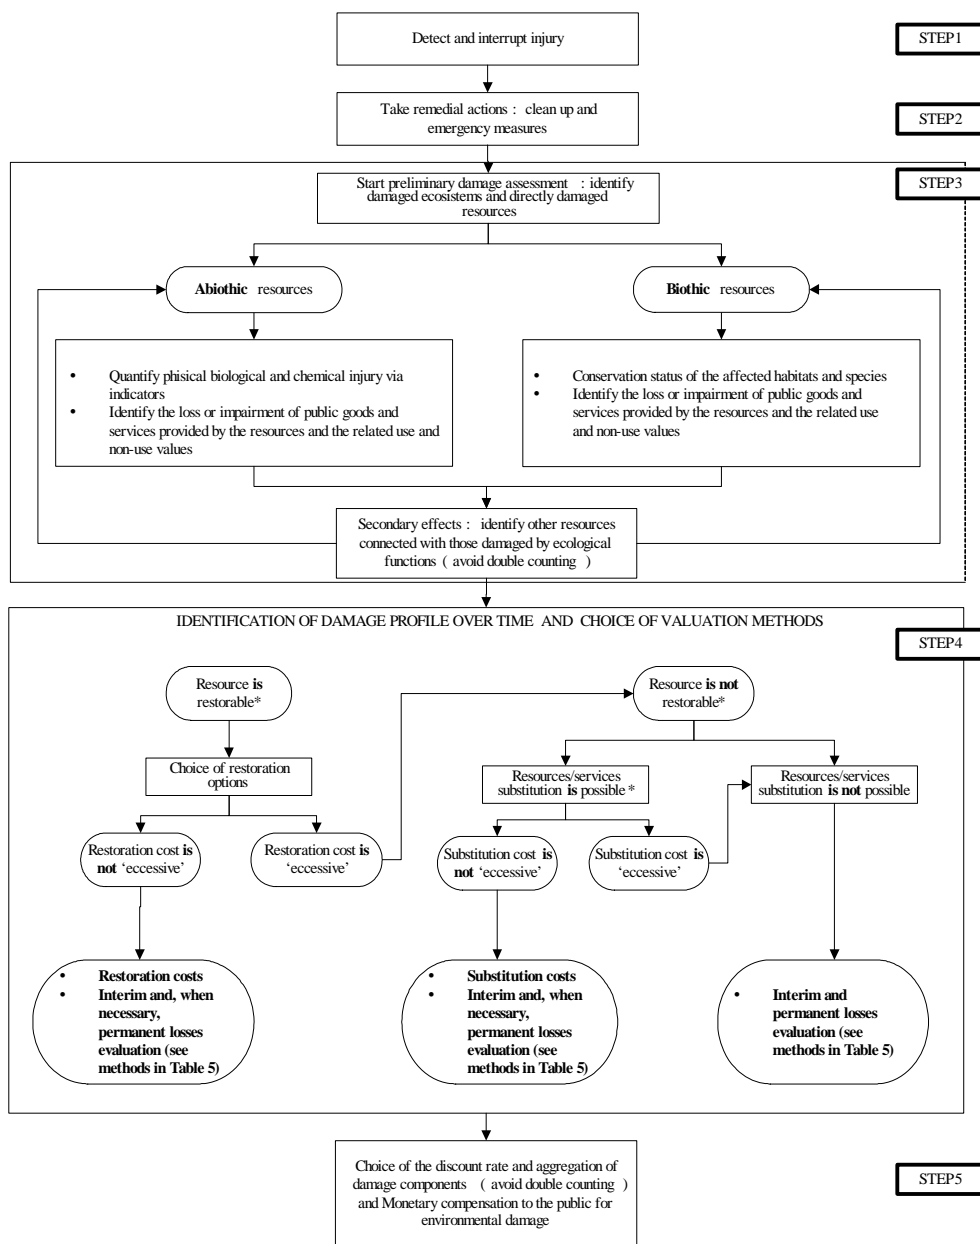 Detect and interrupt injury
STEP1
Take remedial actions : clean up and
emergency measures
STEP2
Start preliminary damage assessment : identify
damaged ecosystems and directly damaged
resources
STEP3
Abiothic resources
Biothic resources
• Quantify phisical biological and chemical injury via
indicators
• Identify the loss or impairment of public goods and
services provided by the resources and the related use and
non-use values
• Conservation status of the affected habitats and species
• Identify the loss or impairment of public goods and
services provided by the resources and the related use
and non-use values
Secondary effects : identify other resources
connected with those damaged by ecological
functions ( avoid double counting )
IDENTIFICATION OF DAMAGE PROFILE OVER TIME AND CHOICE OF VALUATION METHODS
STEP4
Resource is
restorable*
Resource is not
restorable*
Choice of restoration
options
Resources/services
substitution is possible *
Resources/services
substitution is not possible
Restoration cost is
not ‘eccessive’
Restoration cost is
‘eccessive’
Substitution cost is
not ‘eccessive’
Substitution cost is
‘eccessive’
• Restoration costs
• Interim and, when
necessary,
permanent losses
evaluation (see
methods in Table 5)
• Substitution costs
• Interim and, when
necessary,
permanent losses
evaluation (see
methods in Table 5)
• Interim and
permanent losses
evaluation (see
methods in Table 5)
Choice of the discount rate and aggregation of
damage components ( avoid double counting )
and Monetary compensation to the public for
environmental damage
STEP5